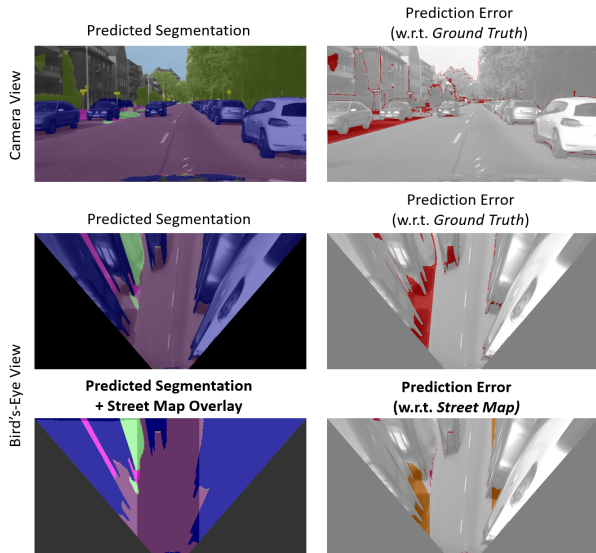 Predicted Segmentation
Prediction Error
(w.r.t. Ground Truth)
Camera View
Predicted Segmentation
Prediction Error
(w.r.t. Ground Truth)
Bird's-Eye View
Predicted Segmentation
+ Street Map Overlay
Prediction Error
(w.r.t. Street Map)